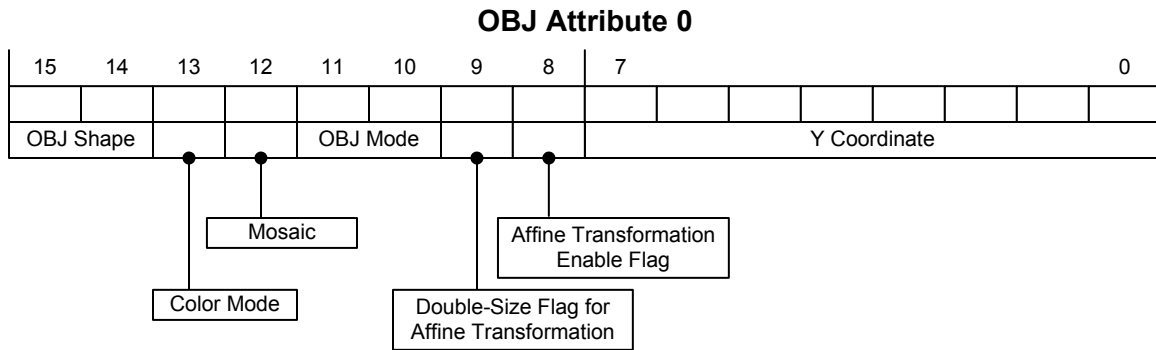 OBJ Attribute 0
15 14 13 12 11 10 9 8 7 0
OBJ Shape OBJ Mode Y Coordinate
Mosaic
Affine Transformation
Enable Flag
Color Mode
Double-Size Flag for
Affine Transformation